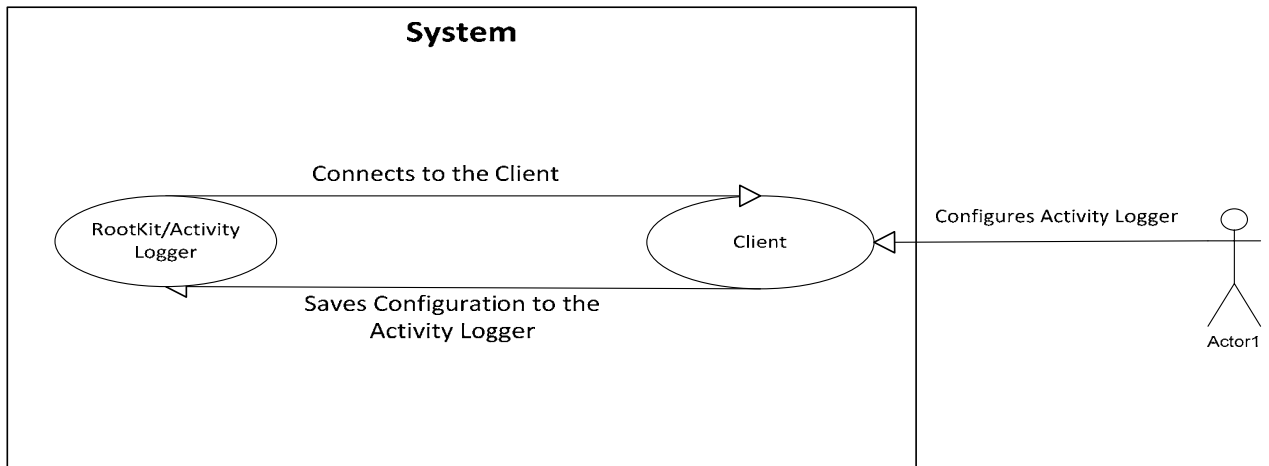 System
Connects to the Client
RootKit/Activity
Logger
Client
Configures Activity Logger
Saves Configuration to the
Activity Logger
Actor1